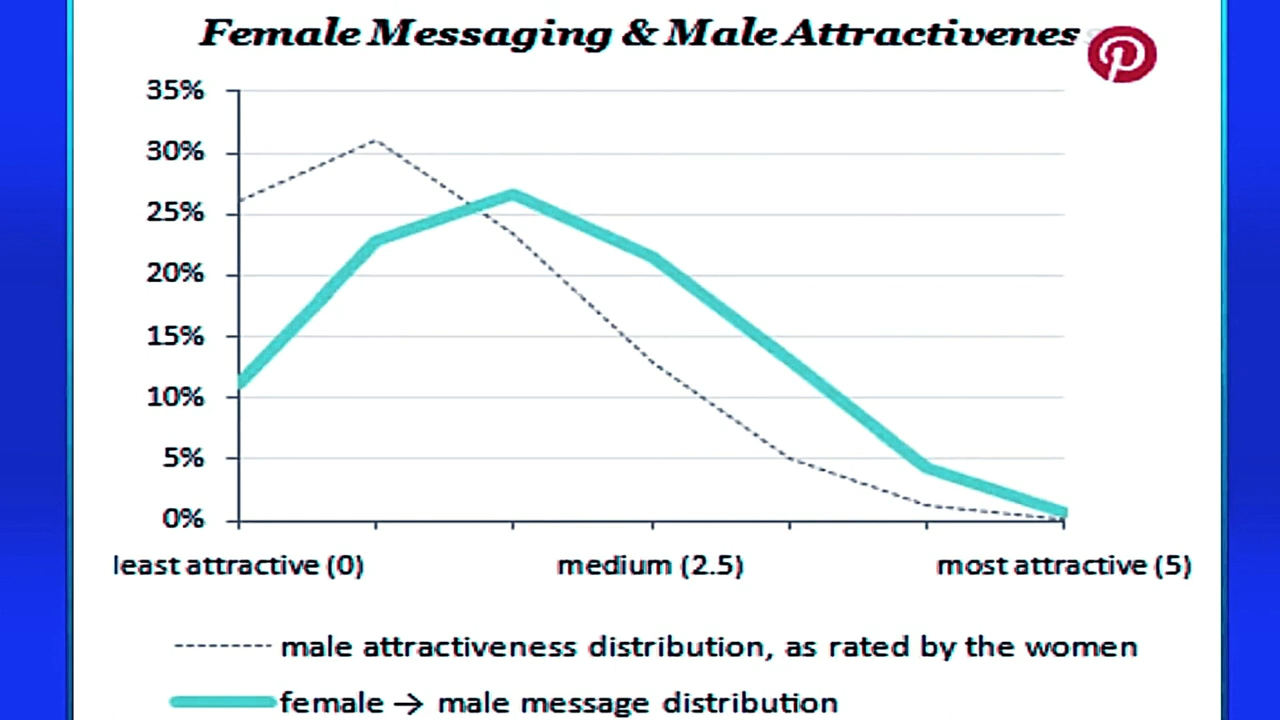 Female Messaging & Male Attractivenes
35%
30%
25%
20%
15%
10%
5%
0%
least attractive (0) medium (2.5) most attractive (5)
male attractiveness distribution, as rated by the women
female → male message distribution